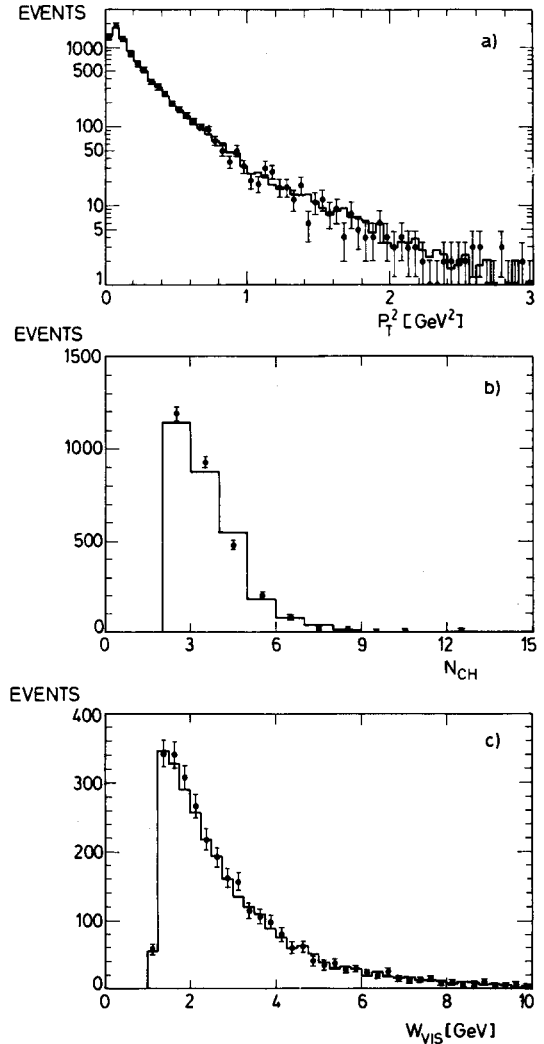 EVENTS
a)
1000
500
100
50
10
5
1
0 1 2 3
P_T^2 [GeV^2]
EVENTS
1500
b)
1000
500
0
0 3 6 9 12 15
N_CH
EVENTS
400
c)
300
200
100
0
0 2 4 6 8 10
W_VIS [GeV]